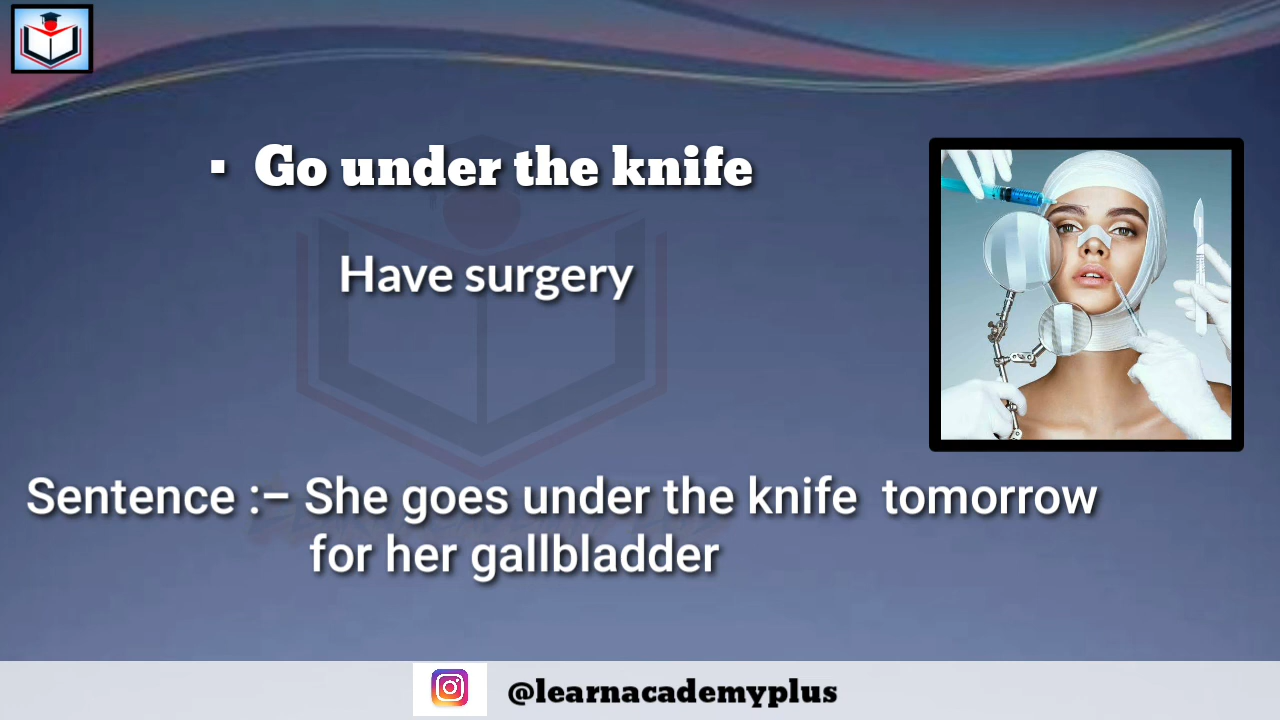 ▪ Go under the knife
Have surgery
Sentence :– She goes under the knife tomorrow
for her gallbladder
@learnacademyplus